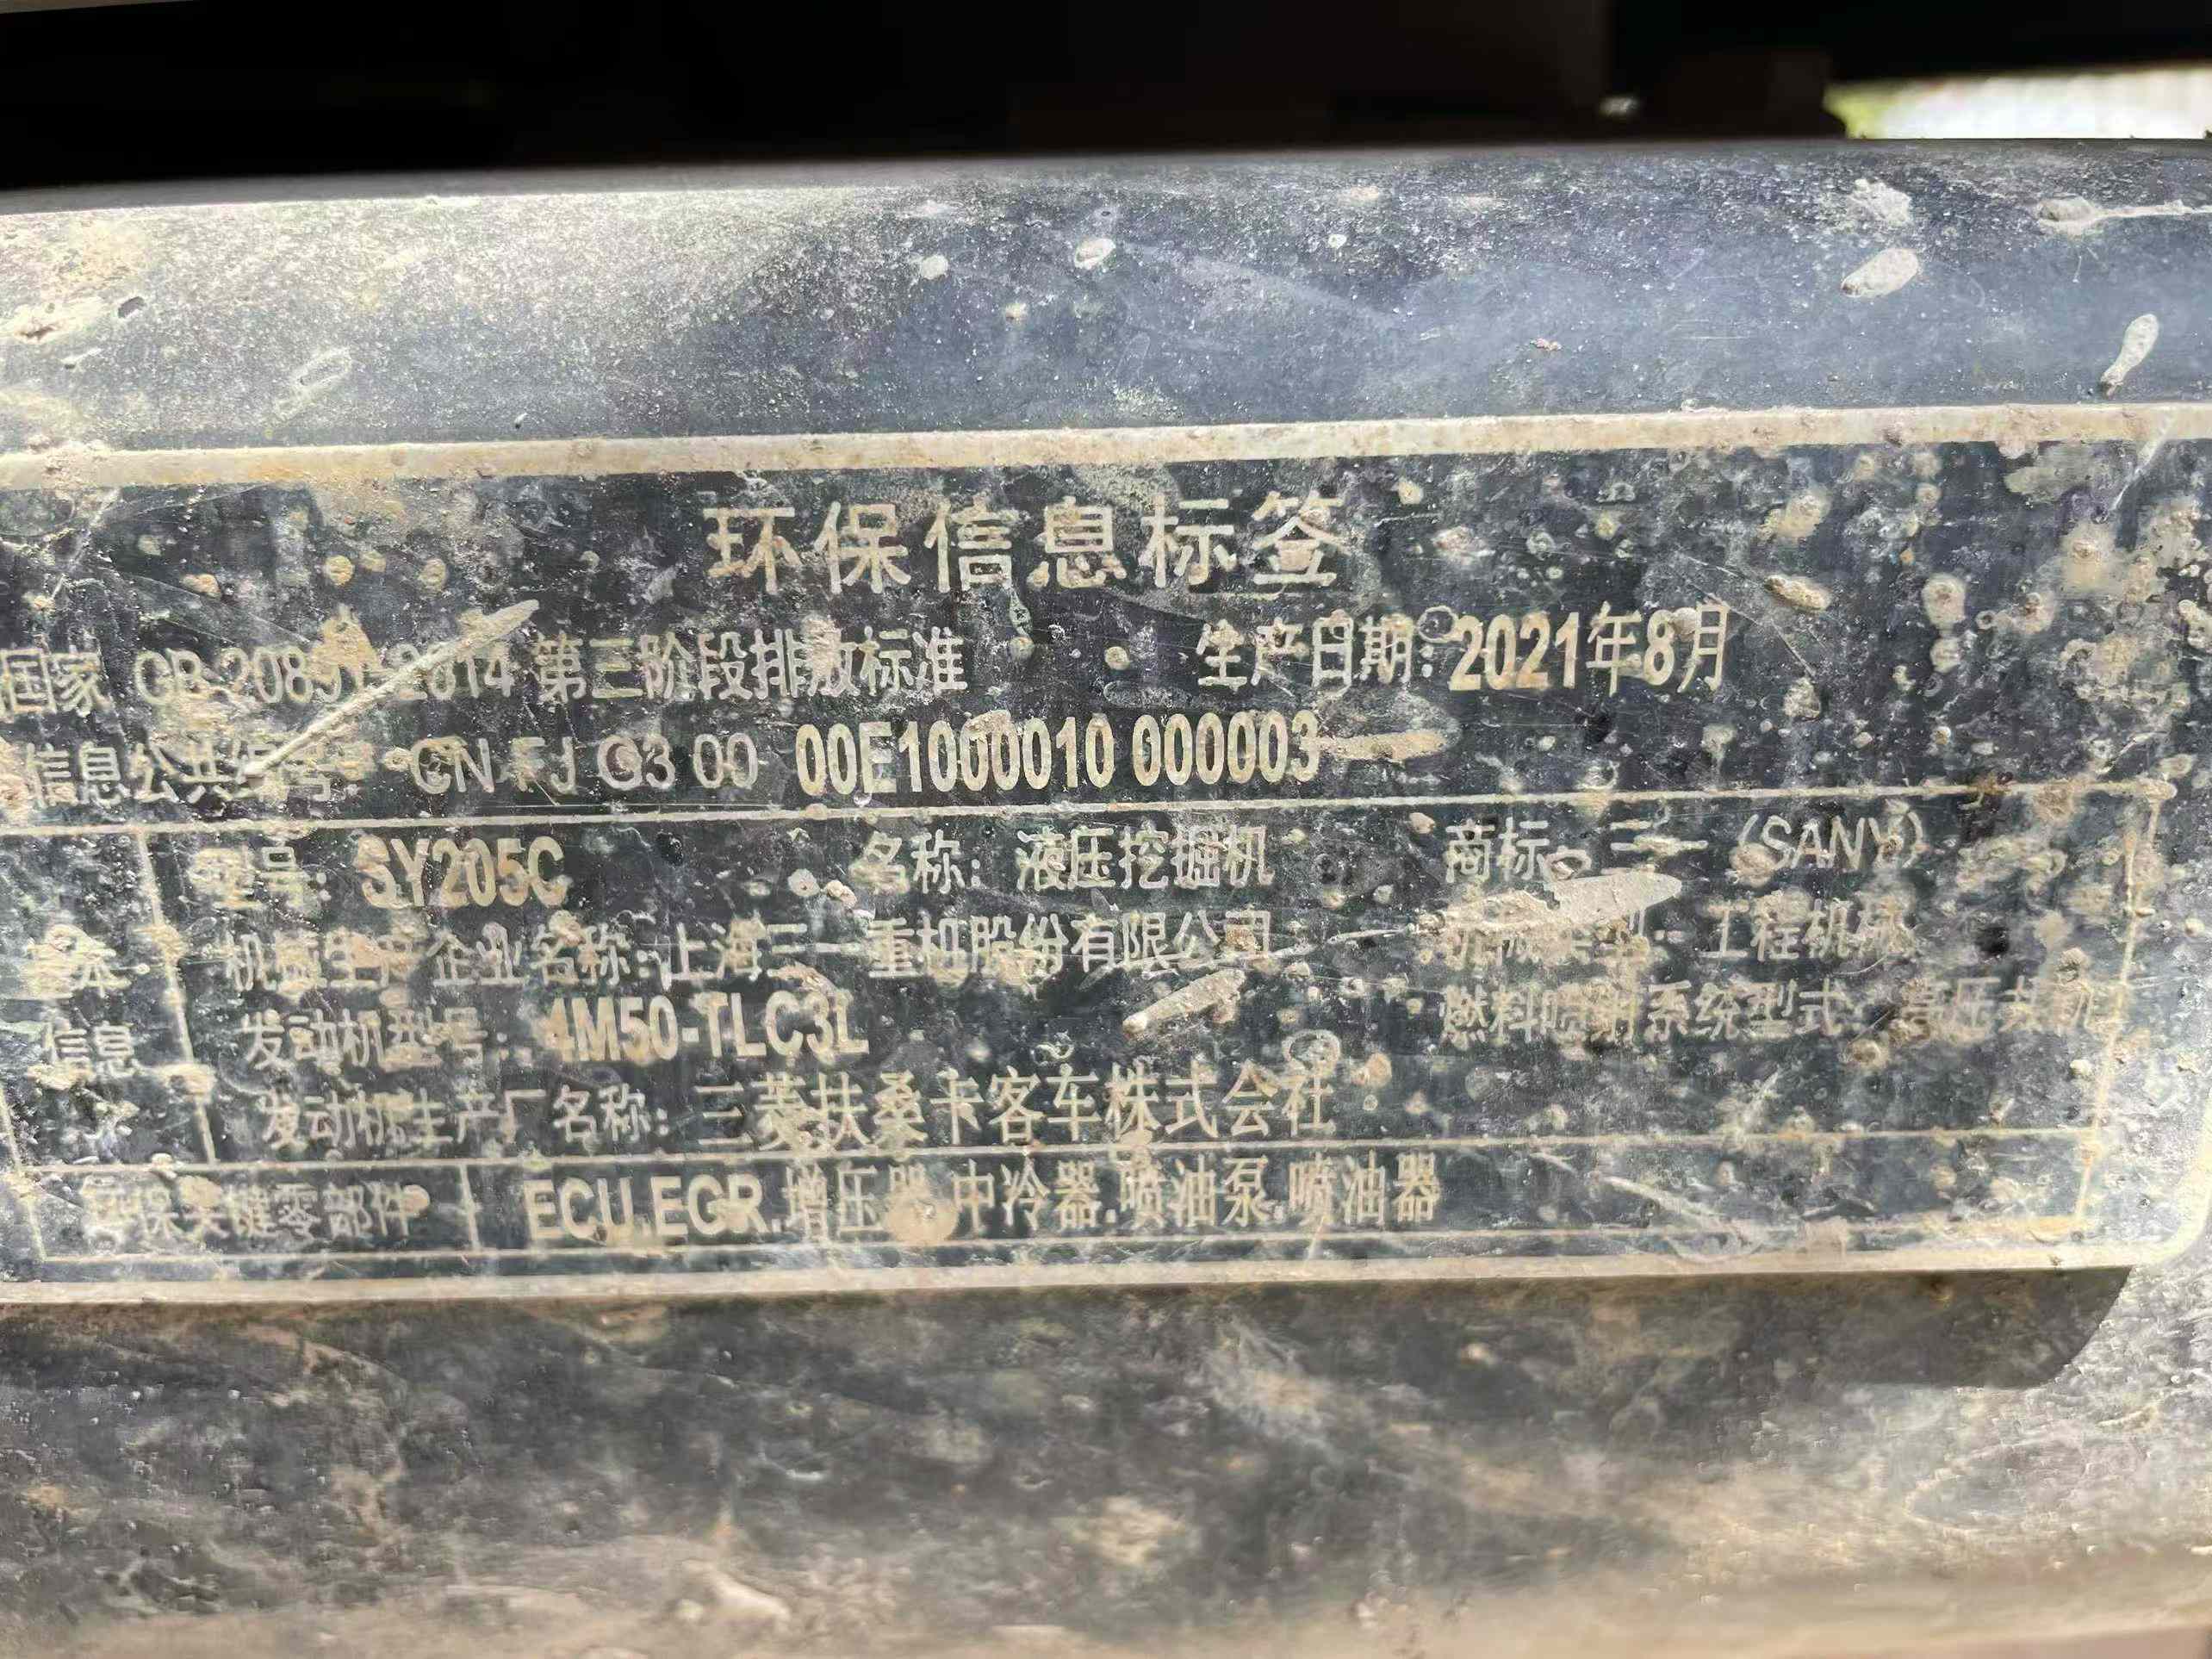 环保信息标签
国家 GB 20891-2014 第三阶段排放标准 生产日期: 2021年8月
信息公共编号: CN FJ G3 00 00E1000010 000003
型号: SY205C 名称: 液压挖掘机 商标: 三一 (SANY)
基本 机械生产企业名称: 上海三一重机股份有限公司 机械类型: 工程机械
信息 发动机型号: 4M50-TLC3L 燃料喷射系统型式: 高压共轨
发动机生产厂名称: 三菱扶桑卡客车株式会社
环保关键零部件 ECU.EGR.增压器.中冷器.喷油泵.喷油器